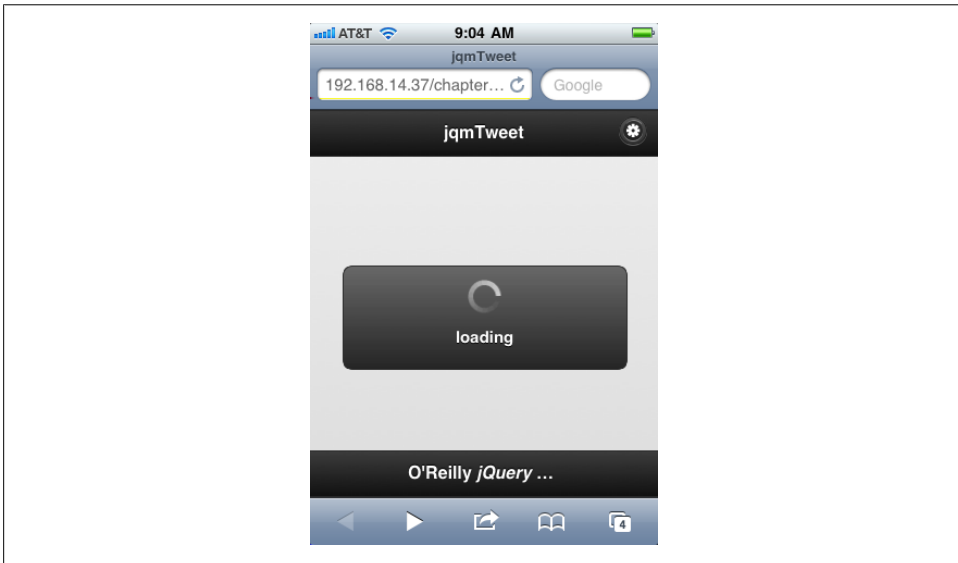 AT&T 9:04 AM
jqmTweet
192.168.14.37/chapter... Google
jqmTweet
loading
O'Reilly jQuery ...
4